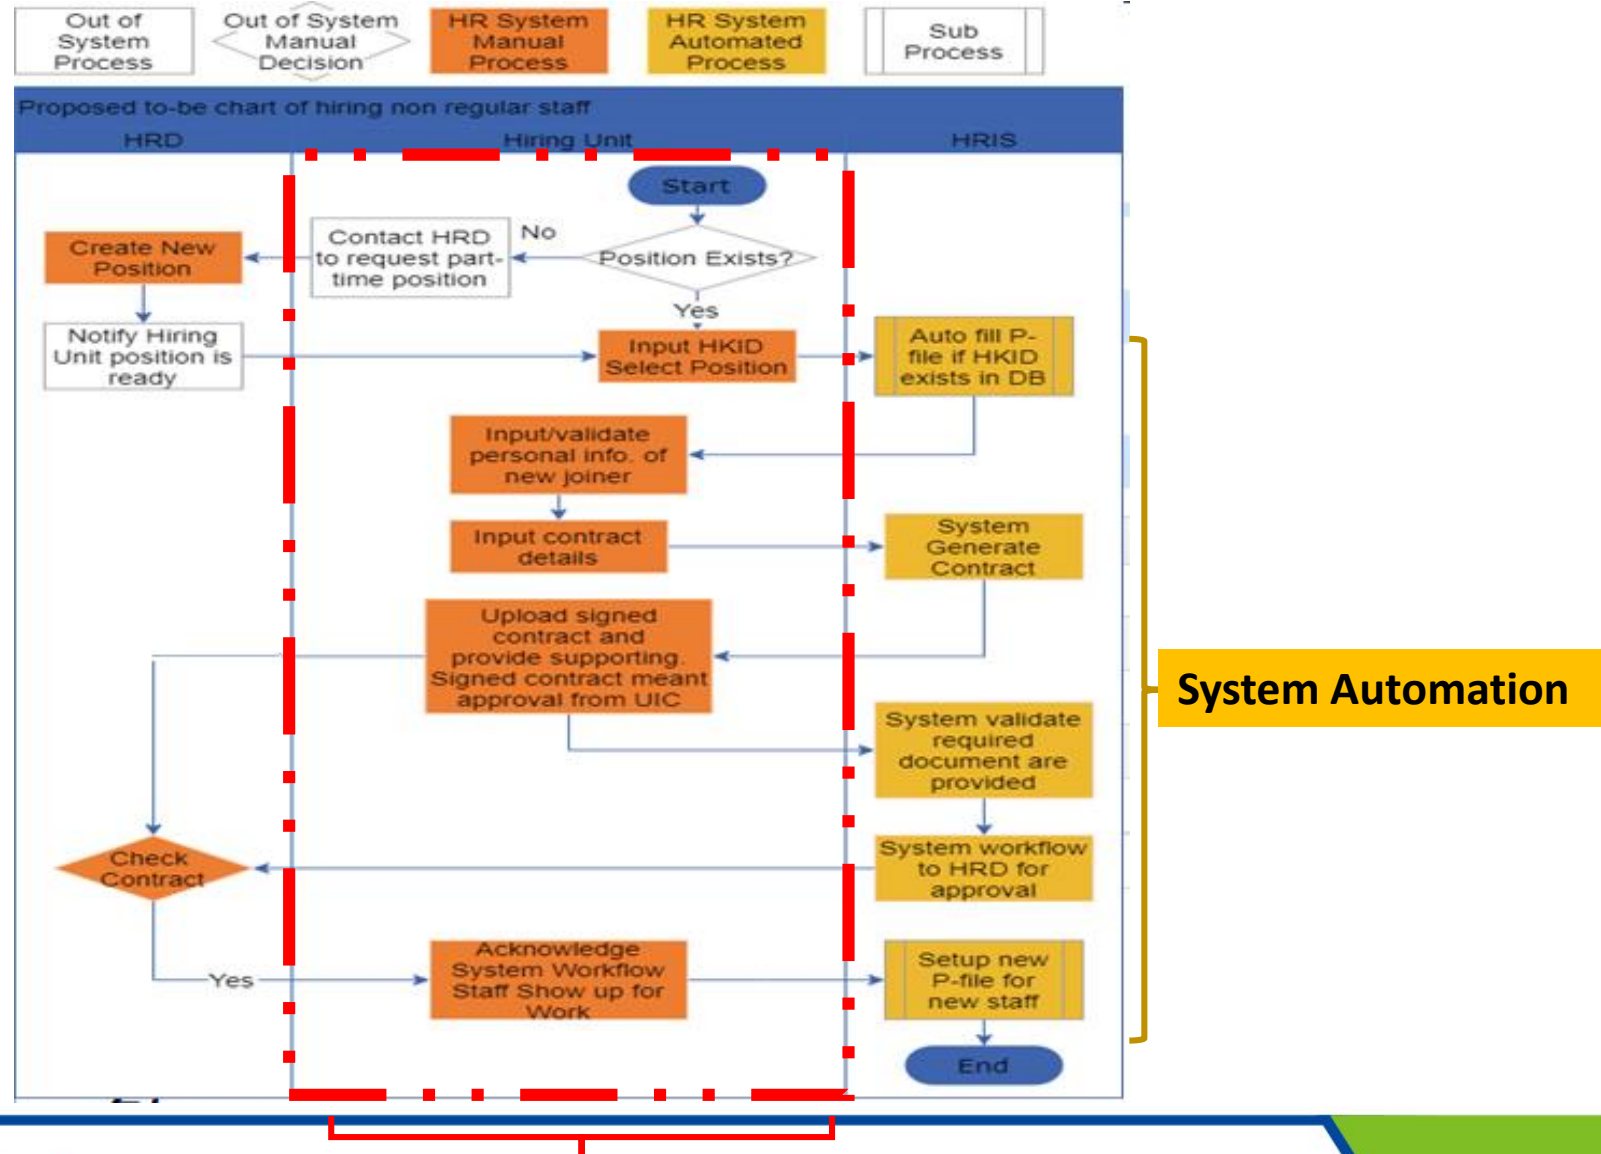 Out of
System
Process
Out of System
Manual
Decision
HR System
Manual
Process
HR System
Automated
Process
Sub
Process
Proposed to-be chart of hiring non regular staff
HRD
Hiring Unit
HRIS
Start
Position Exists?
No
Contact HRD
to request part-
time position
Create New
Position
Notify Hiring
Unit position is
ready
Yes
Input HKID
Select Position
Auto fill P-
file if HKID
exists in DB
Input/validate
personal info. of
new joiner
Input contract
details
System
Generate
Contract
Upload signed
contract and
provide supporting.
Signed contract meant
approval from UIC
System validate
required
document are
provided
System workflow
to HRD for
approval
Check
Contract
Yes
Acknowledge
System Workflow
Staff Show up for
Work
Setup new
P-file for
new staff
End
System Automation